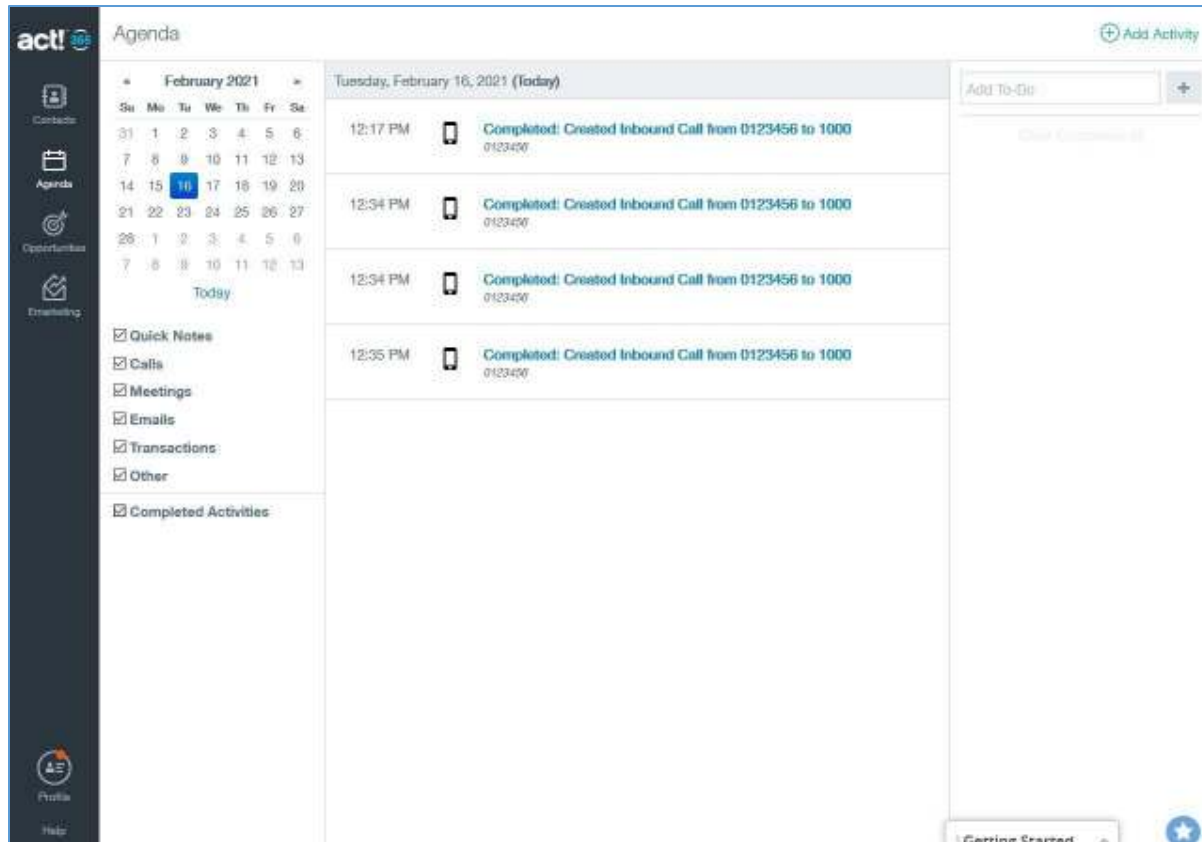 act! 365
Contacts
Agenda
Opportunities
Emarketing
Profile
Help
Agenda
Add Activity
« February 2021 »
Su Mo Tu We Th Fr Sa
31 1 2 3 4 5 6
7 8 9 10 11 12 13
14 15 16 17 18 19 20
21 22 23 24 25 26 27
28 1 2 3 4 5 6
7 8 9 10 11 12 13
Today
Quick Notes
Calls
Meetings
Emails
Transactions
Other
Completed Activities
Tuesday, February 16, 2021 (Today)
12:17 PM Completed: Created Inbound Call from 0123456 to 1000
0123456
12:34 PM Completed: Created Inbound Call from 0123456 to 1000
0123456
12:34 PM Completed: Created Inbound Call from 0123456 to 1000
0123456
12:35 PM Completed: Created Inbound Call from 0123456 to 1000
0123456
Add To-Do +
Getting Started